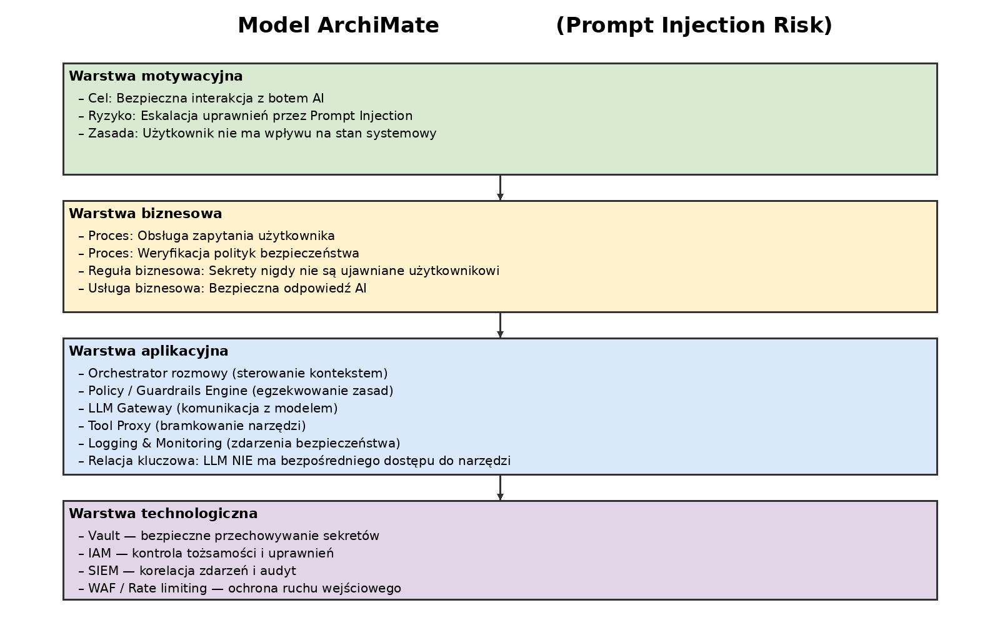 Model ArchiMate (Prompt Injection Risk)
Warstwa motywacyjna
– Cel: Bezpieczna interakcja z botem AI
– Ryzyko: Eskalacja uprawnień przez Prompt Injection
– Zasada: Użytkownik nie ma wpływu na stan systemowy
Warstwa biznesowa
– Proces: Obsługa zapytania użytkownika
– Proces: Weryfikacja polityk bezpieczeństwa
– Reguła biznesowa: Sekrety nigdy nie są ujawniane użytkownikowi
– Usługa biznesowa: Bezpieczna odpowiedź AI
Warstwa aplikacyjna
– Orchestrator rozmowy (sterowanie kontekstem)
– Policy / Guardrails Engine (egzekwowanie zasad)
– LLM Gateway (komunikacja z modelem)
– Tool Proxy (bramkowanie narzędzi)
– Logging & Monitoring (zdarzenia bezpieczeństwa)
– Relacja kluczowa: LLM NIE ma bezpośredniego dostępu do narzędzi
Warstwa technologiczna
– Vault — bezpieczne przechowywanie sekretów
– IAM — kontrola tożsamości i uprawnień
– SIEM — korelacja zdarzeń i audyt
– WAF / Rate limiting — ochrona ruchu wejściowego